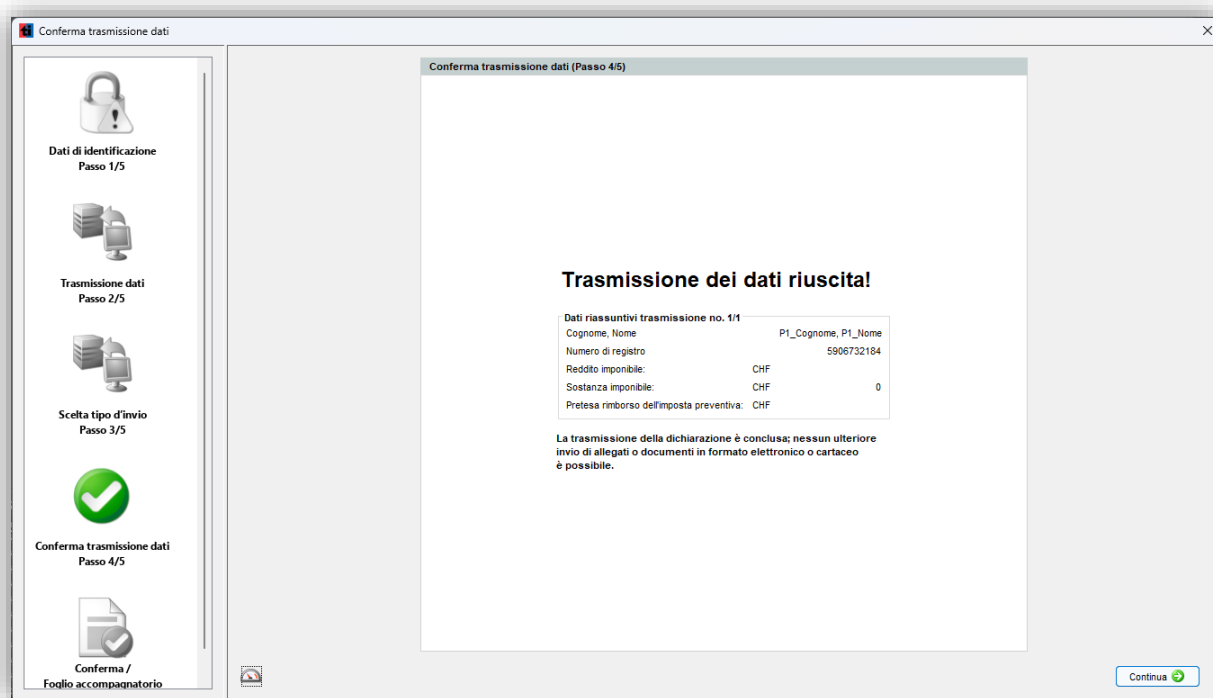 ti Conferma trasmissione dati
Dati di identificazione
Passo 1/5
Trasmissione dati
Passo 2/5
Scelta tipo d'invio
Passo 3/5
Conferma trasmissione dati
Passo 4/5
Conferma /
Foglio accompagnatorio
Conferma trasmissione dati (Passo 4/5)
Trasmissione dei dati riuscita!
Dati riassuntivi trasmissione no. 1/1
Cognome, Nome P1_Cognome, P1_Nome
Numero di registro 5906732184
Reddito imponibile: CHF
Sostanza imponibile: CHF 0
Pretesa rimborso dell'imposta preventiva: CHF
La trasmissione della dichiarazione è conclusa; nessun ulteriore
invio di allegati o documenti in formato elettronico o cartaceo
è possibile.
Continua